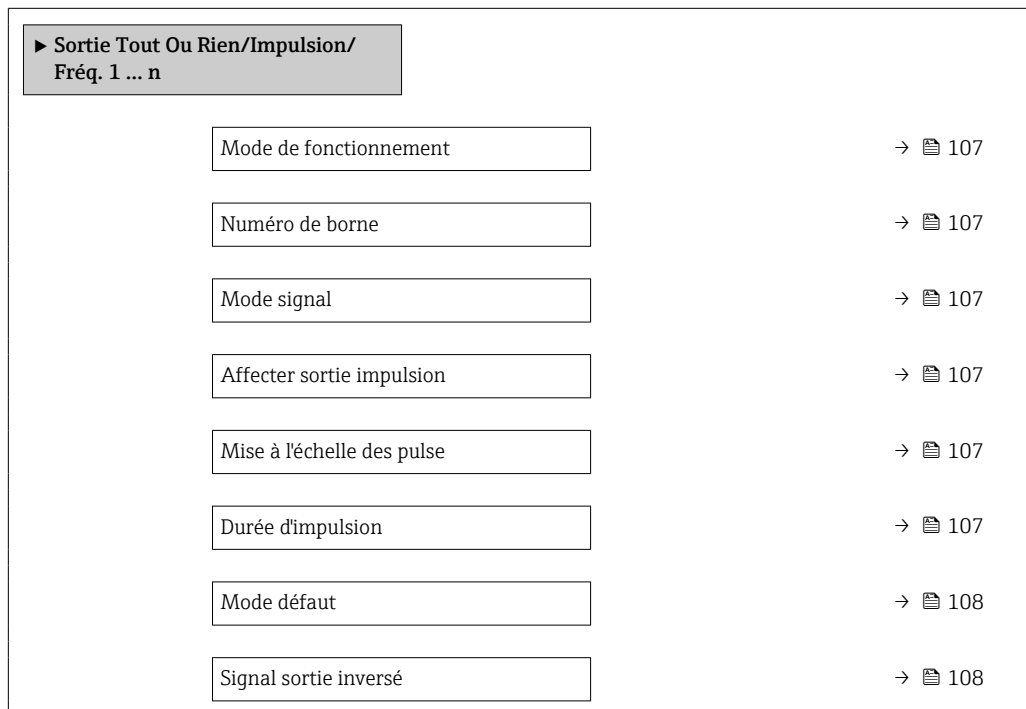 ▶ Sortie Tout Ou Rien/Impulsion/
Fréq. 1 ... n
Mode de fonctionnement → 107
Numéro de borne → 107
Mode signal → 107
Affecter sortie impulsion → 107
Mise à l'échelle des pulse → 107
Durée d'impulsion → 107
Mode défaut → 108
Signal sortie inversé → 108